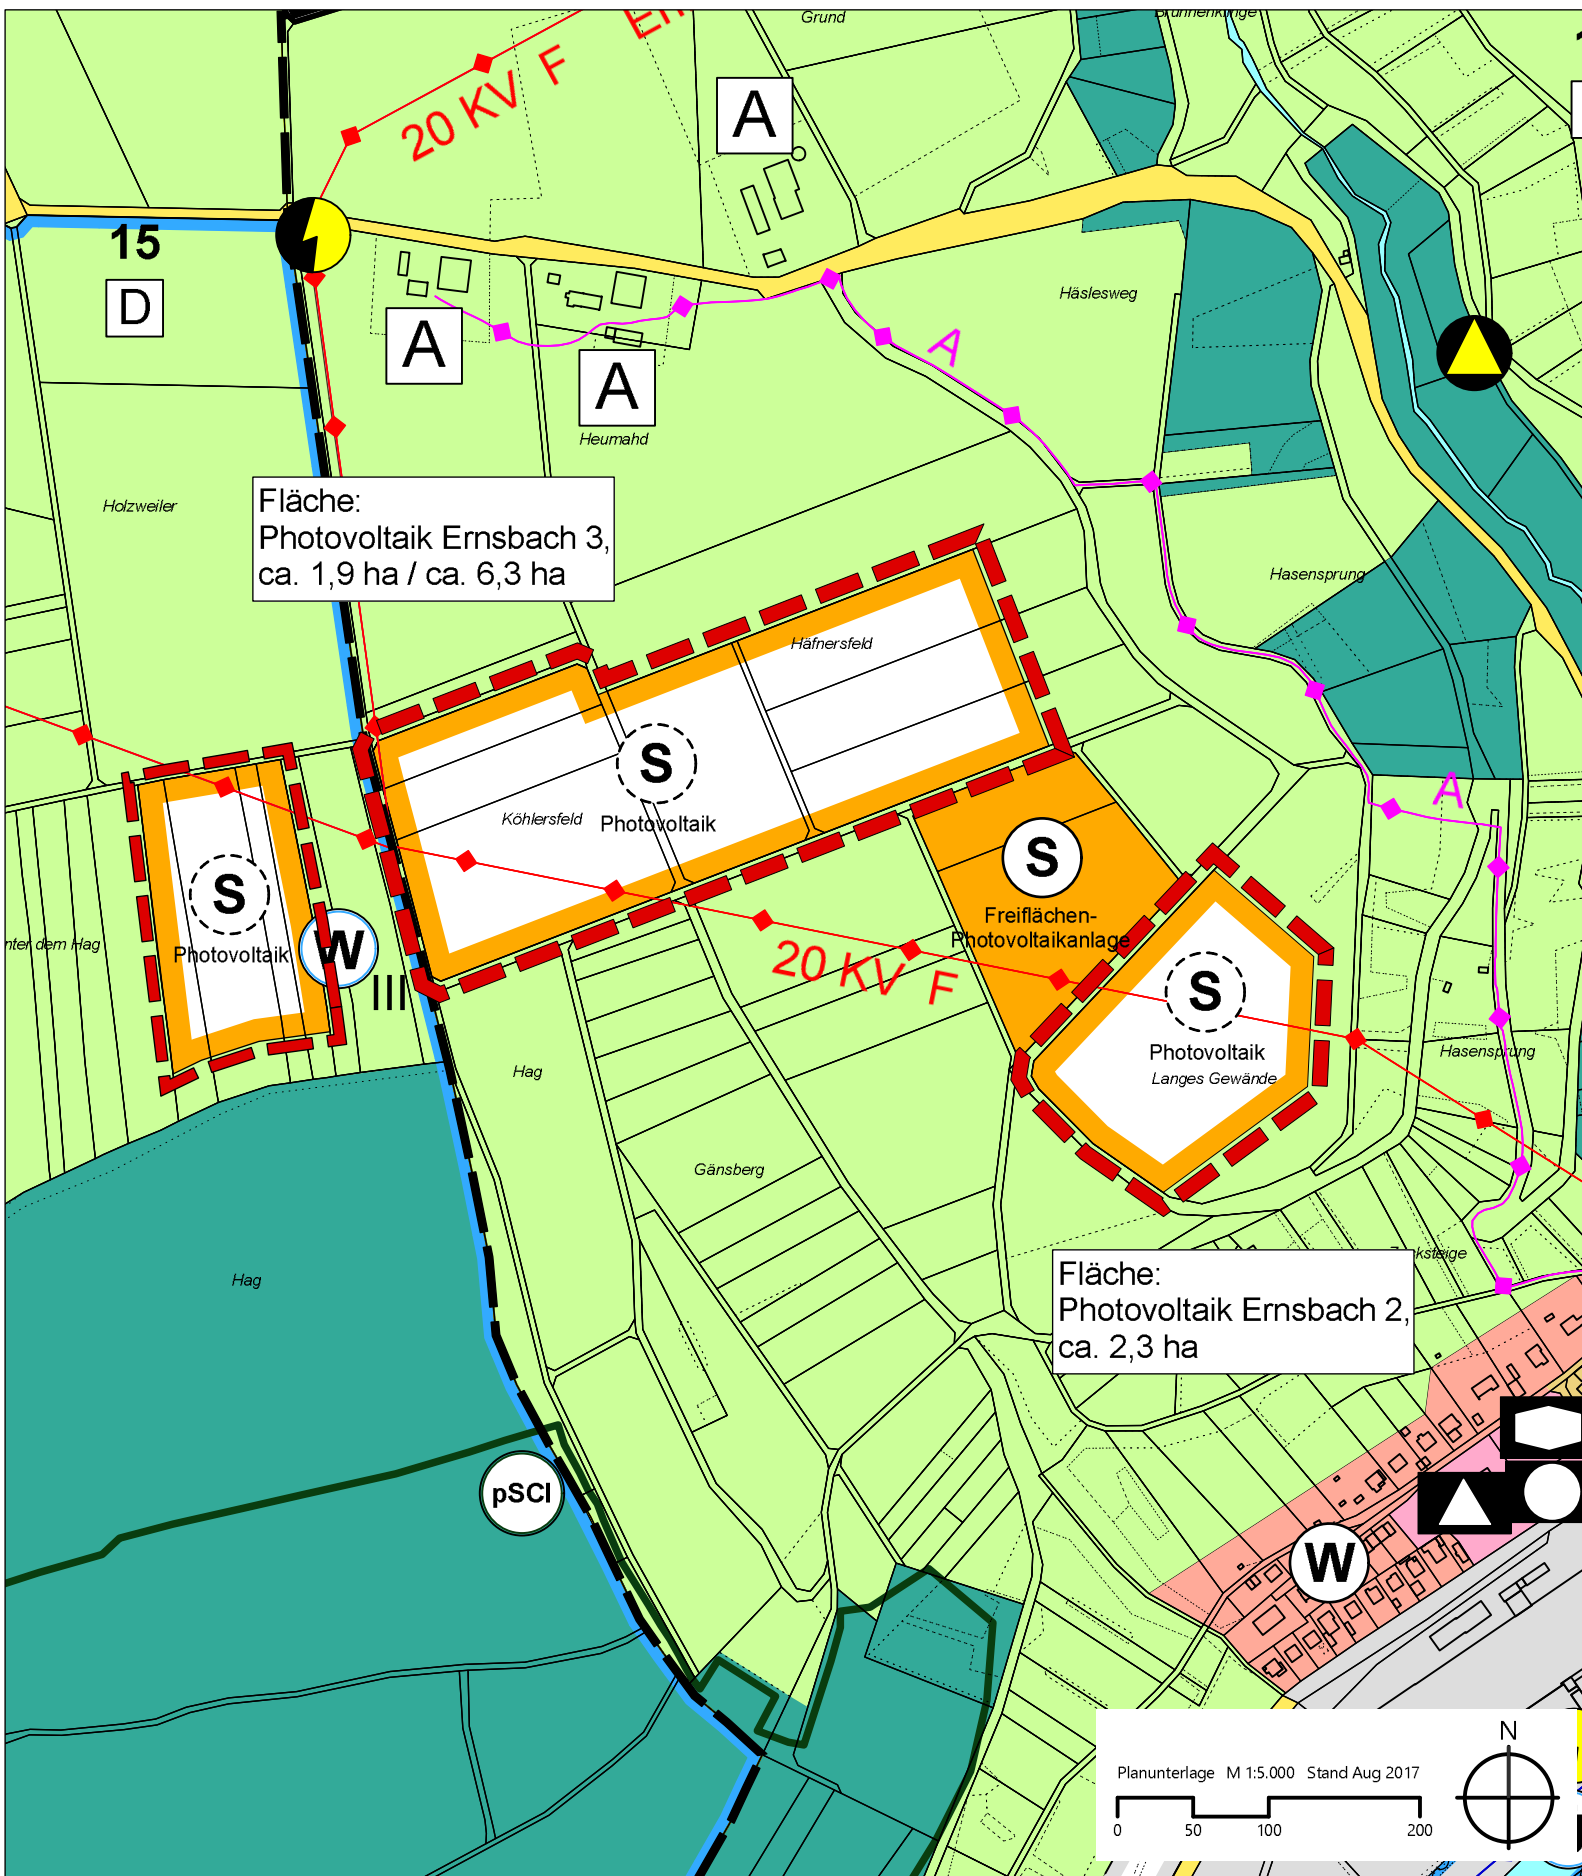 Grund
20 KV F
A
15
D
A
A
Heumahd
Häslesweg
A
Holzweiler
Fläche:
Photovoltaik Ernsbach 3,
ca. 1,9 ha / ca. 6,3 ha
Hasensprung
Häfnersfeld
S
Photovoltaik
Köhlersfeld
A
S
Photovoltaik
W
III
dem Hag
S
Freiflächen-
Photovoltaikanlage
20 KV F
S
Photovoltaik
Langes Gewände
Hasensprung
Hag
Gänsberg
Hag
Fläche:
Photovoltaik Ernsbach 2,
ca. 2,3 ha
pSCI
W
N
Planunterlage M 1:5.000 Stand Aug 2017
0 50 100 200